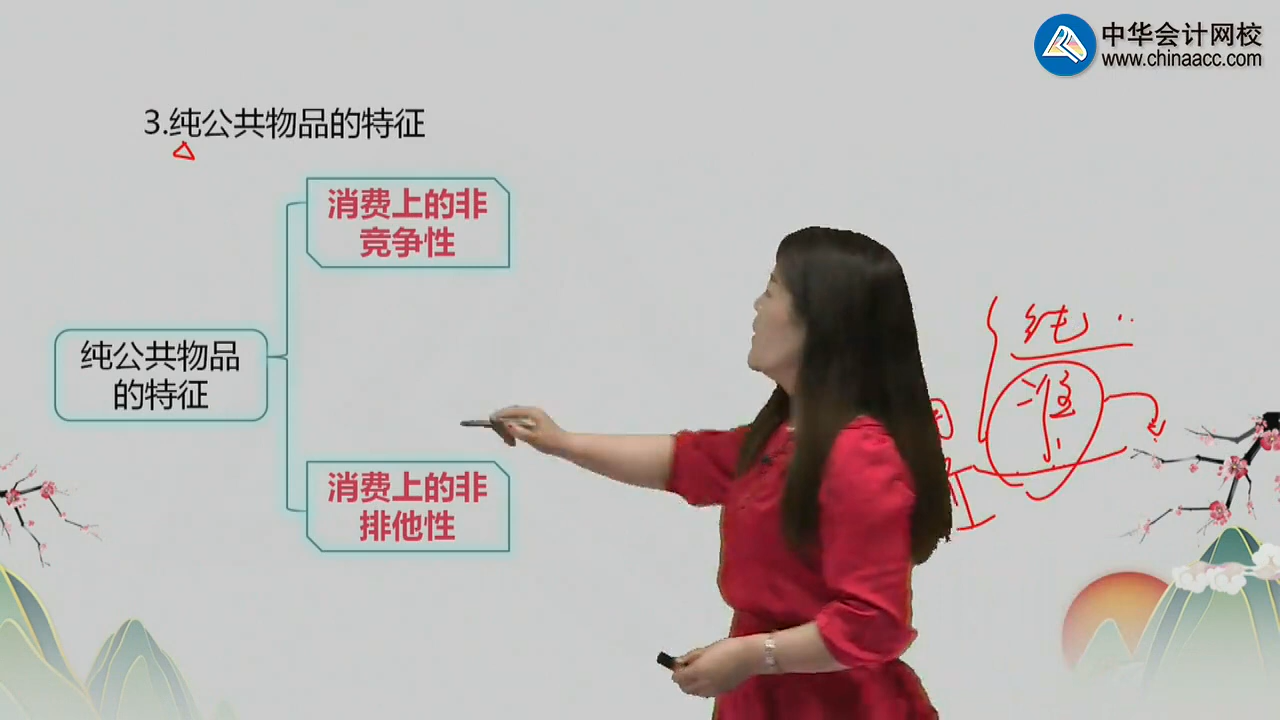 中华会计网校
www.chinaacc.com
3.纯公共物品的特征
消费上的非
竞争性
纯公共物品
的特征
消费上的非
排他性
纯
准